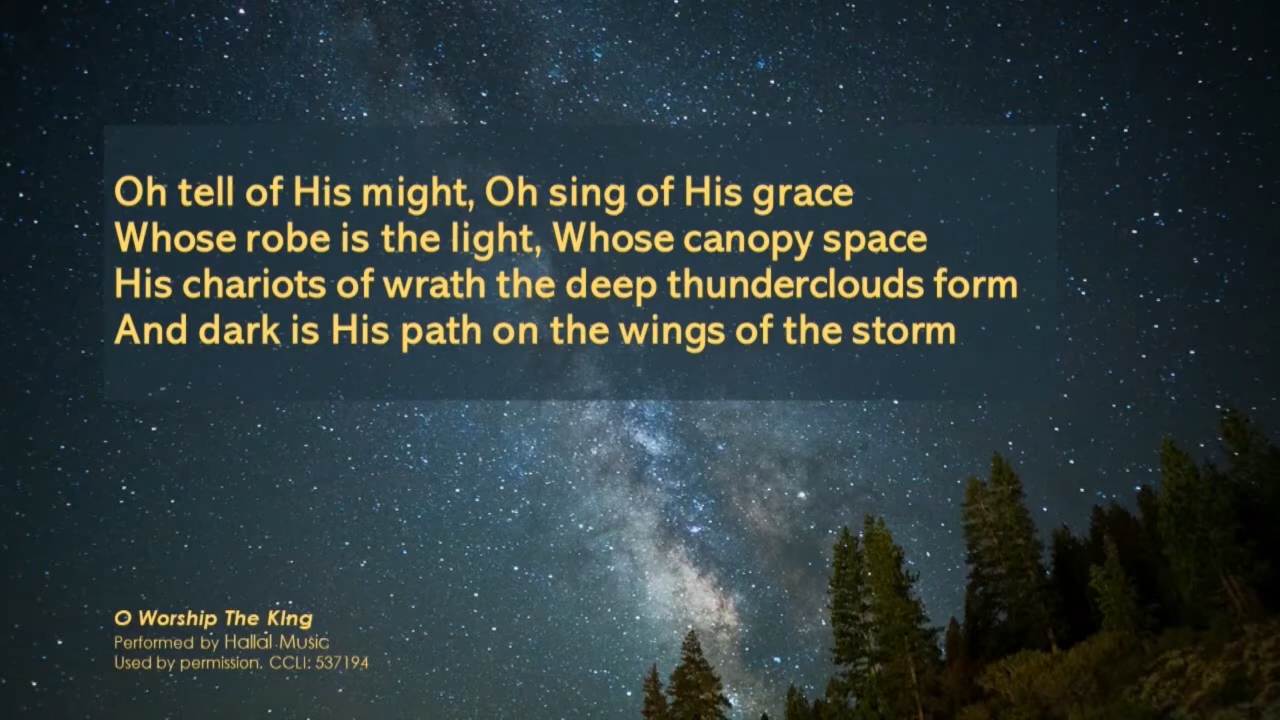 Oh tell of His might, Oh sing of His grace
Whose robe is the light, Whose canopy space
His chariots of wrath the deep thunderclouds form
And dark is His path on the wings of the storm
O Worship The KIng
Performed by Hallal Music
Used by permission. CCLI: 537194